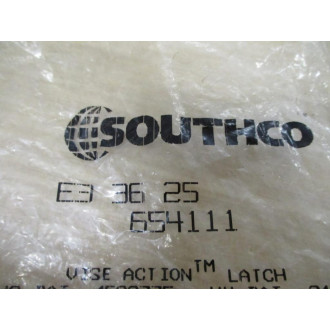 SOUTHCO
E3 36 25
654111
VISE ACTION™ LATCH